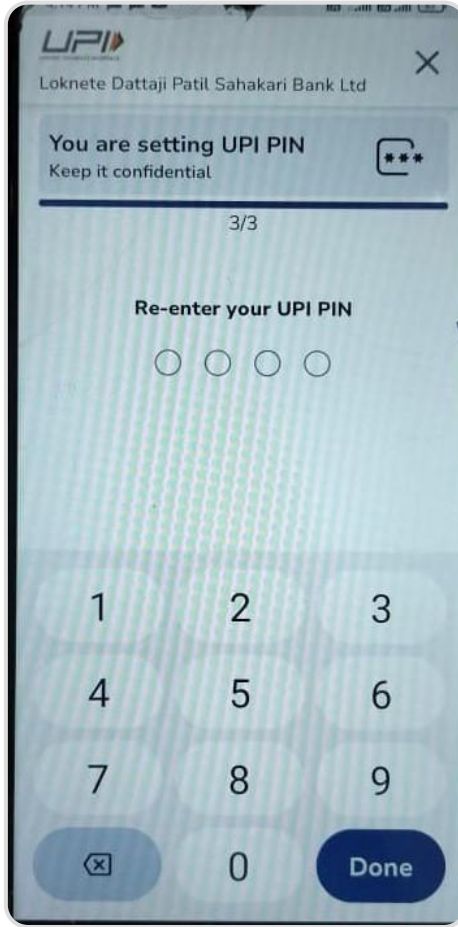 UPI
Loknete Dattaji Patil Sahakari Bank Ltd
You are setting UPI PIN
Keep it confidential
***
3/3
Re-enter your UPI PIN
1 2 3
4 5 6
7 8 9
0 Done